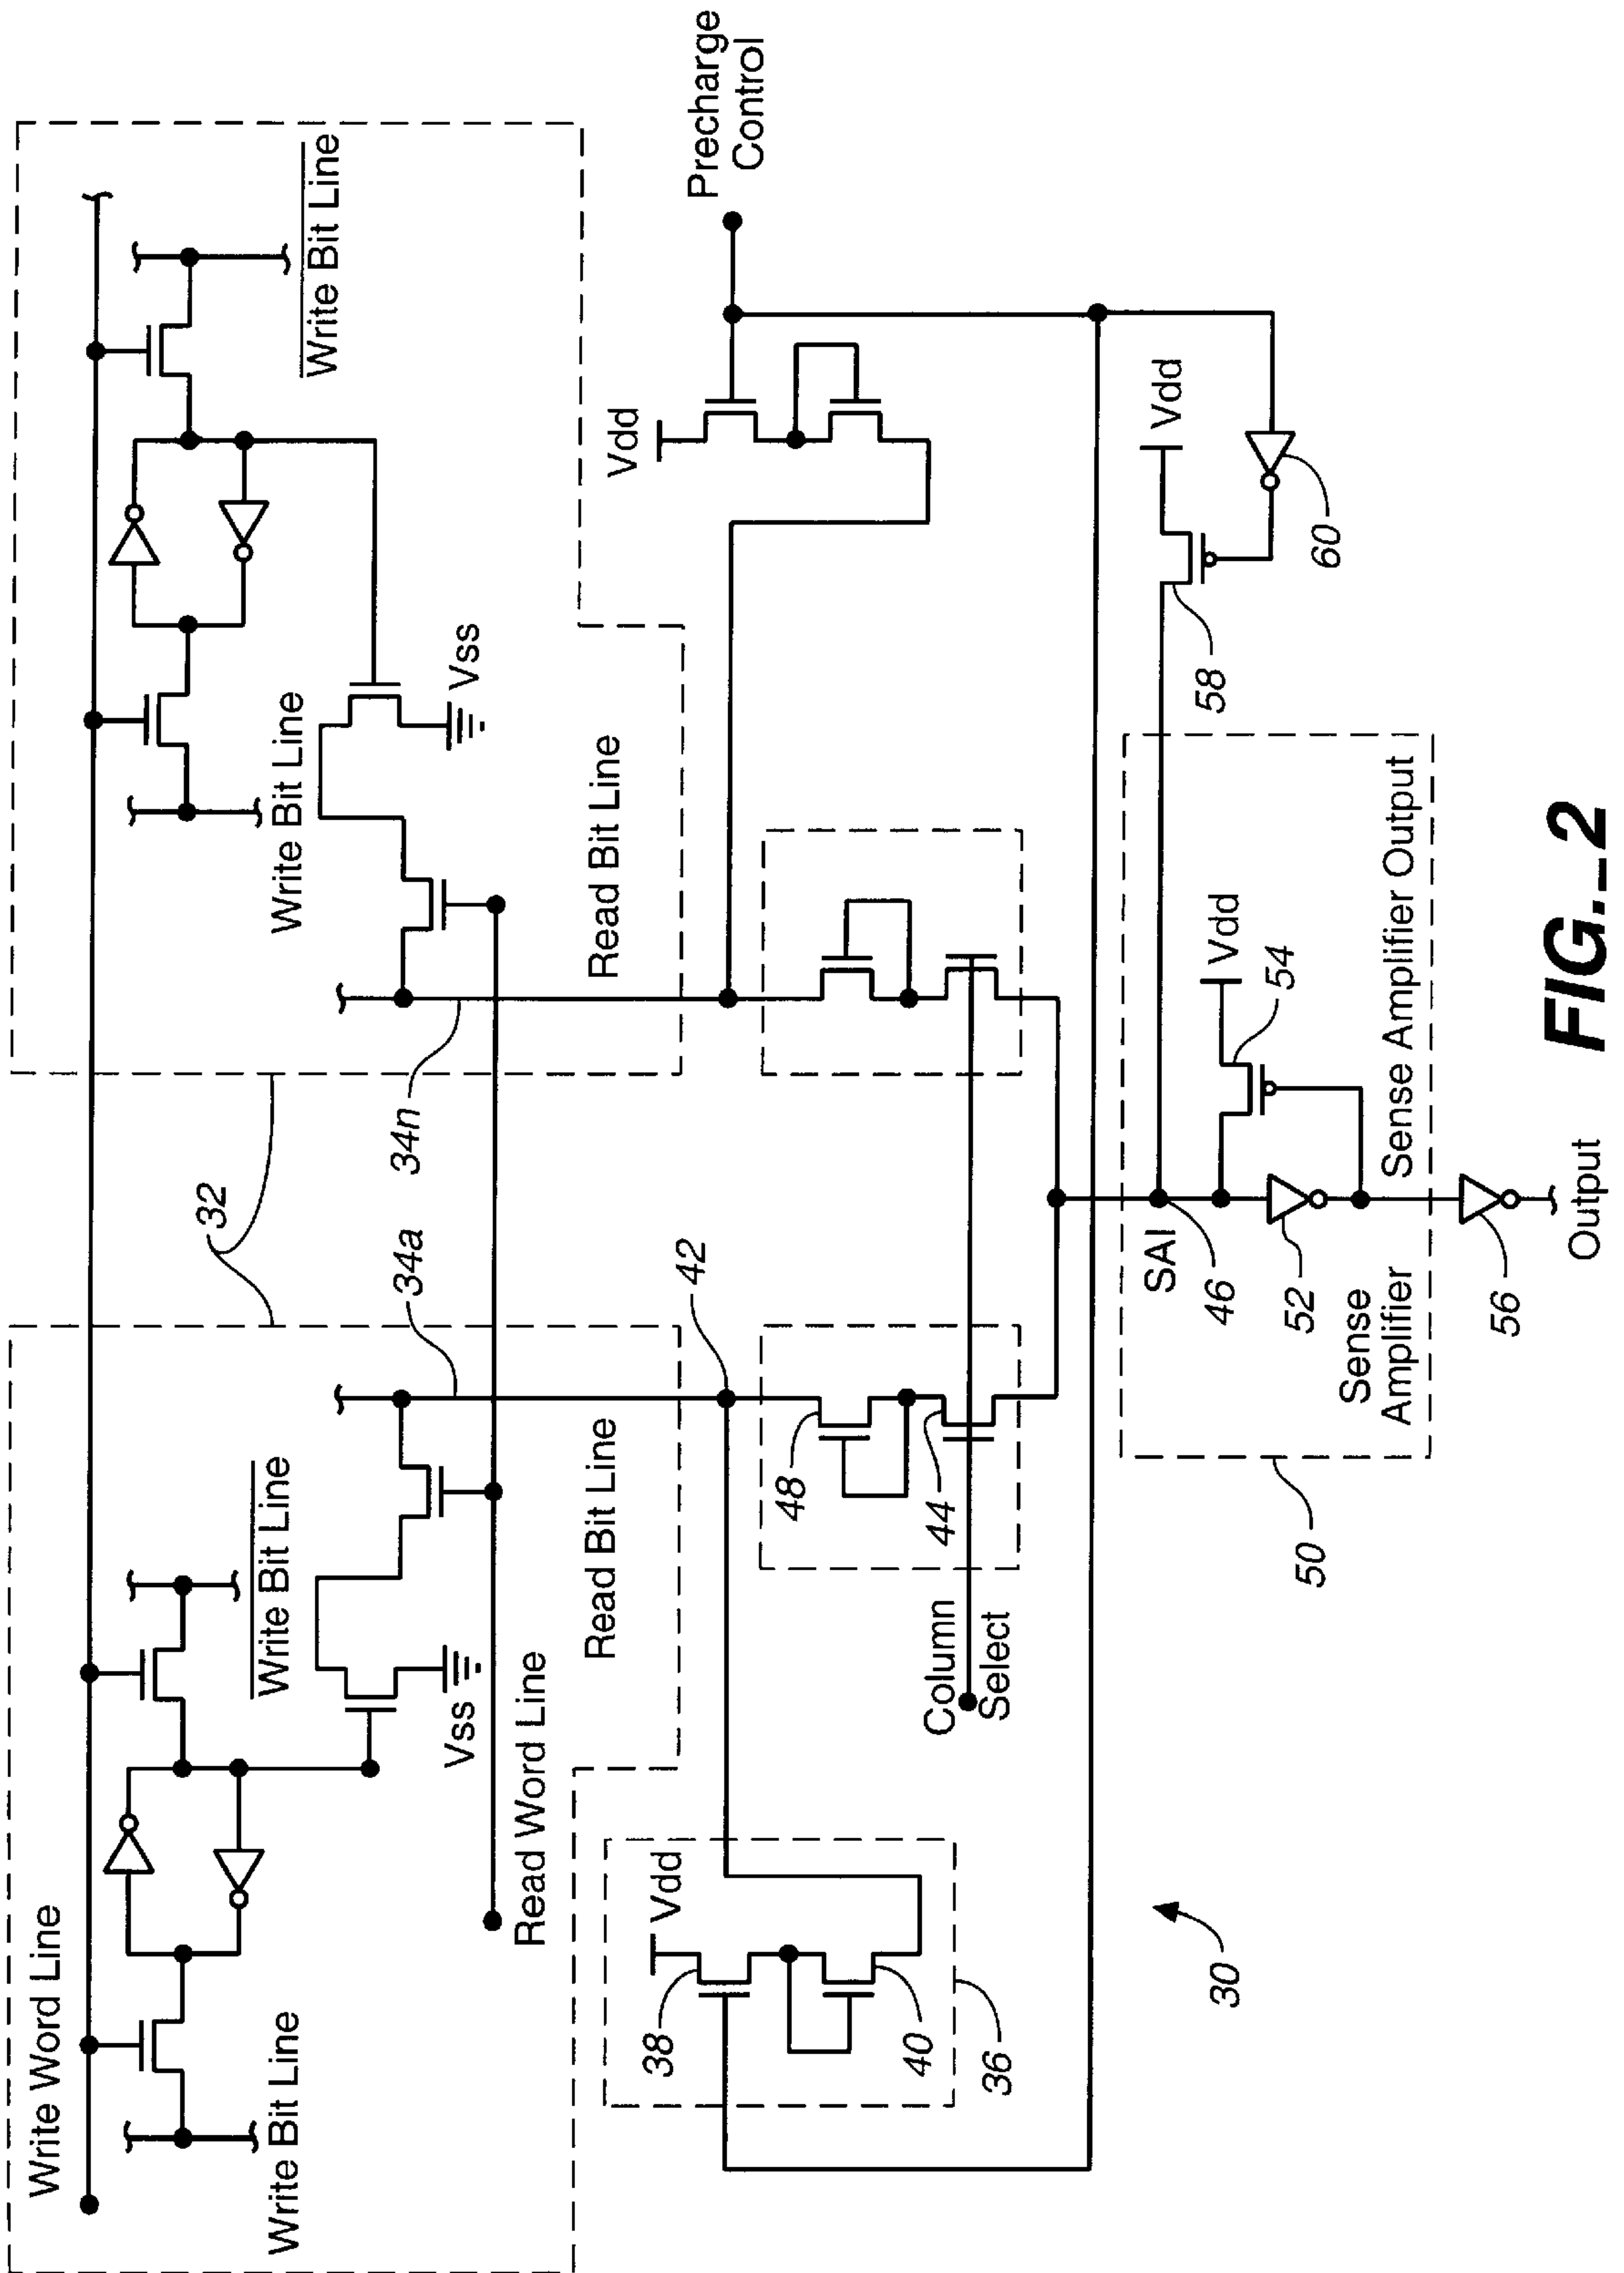 Write Word Line
Write Bit Line
Write Bit Line
Vss
Read Word Line
Read Bit Line
34a
32
34n
Write Bit Line
Write Bit Line
Vss
Read Bit Line
Vdd
38
40
36
42
48
44
Column
Select
Vdd
Precharge
Control
30
50
SAI
46
52
Sense
Amplifier
Vdd
54
Sense Amplifier Output
58
Vdd
60
56
Output
FIG._2